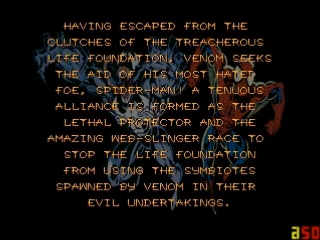 HAVING ESCAPED FROM THE
CLUTCHES OF THE TREACHEROUS
LIFE FOUNDATION, VENOM SEEKS
THE AID OF HIS MOST HATED
FOE, SPIDER-MAN! A TENUOUS
ALLIANCE IS FORMED AS THE
LETHAL PROTECTOR AND THE
AMAZING WEB-SLINGER RACE TO
STOP THE LIFE FOUNDATION
FROM USING THE SYMBIOTES
SPAWNED BY VENOM IN THEIR
EVIL UNDERTAKINGS.
aso